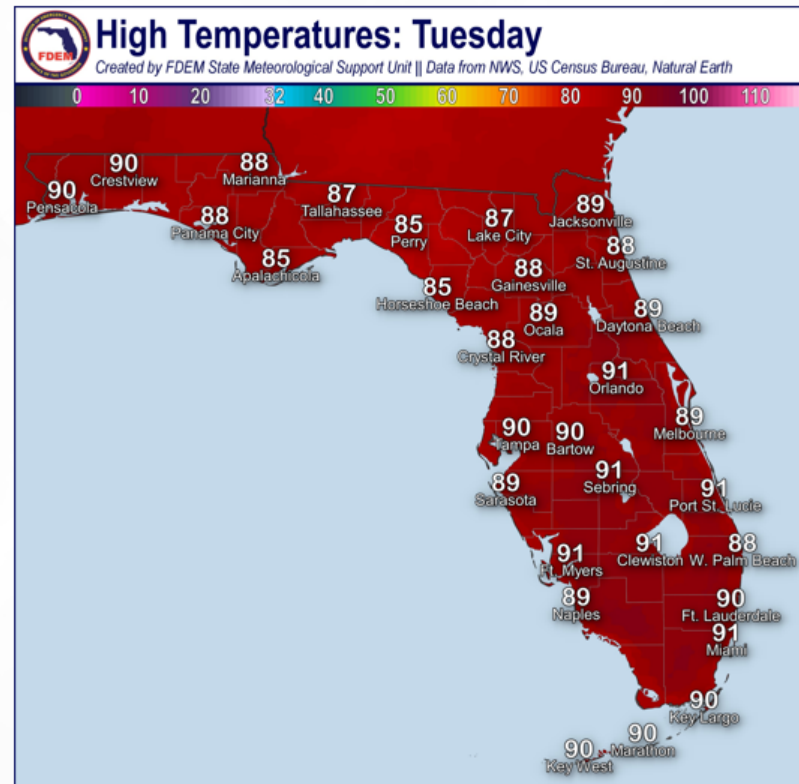 FDEM
High Temperatures: Tuesday
Created by FDEM State Meteorological Support Unit || Data from NWS, US Census Bureau, Natural Earth
0 10 20 32 40 50 60 70 80 90 100 110
90
Crestview
88
Marianna
90
Pensacola
87
Tallahassee
88
Panama City
85
Perry
87
Lake City
89
Jacksonville
85
Apalachicola
88
St. Augustine
88
Gainesville
85
Horseshoe Beach
89
Ocala
89
Daytona Beach
88
Crystal River
91
Orlando
89
Melbourne
90
Tampa
90
Bartow
91
Sebring
89
Sarasota
91
Port St. Lucie
91
Ft. Myers
91
Clewiston
88
W. Palm Beach
89
Naples
90
Ft. Lauderdale
91
Miami
90
Key Largo
90
Marathon
90
Key West